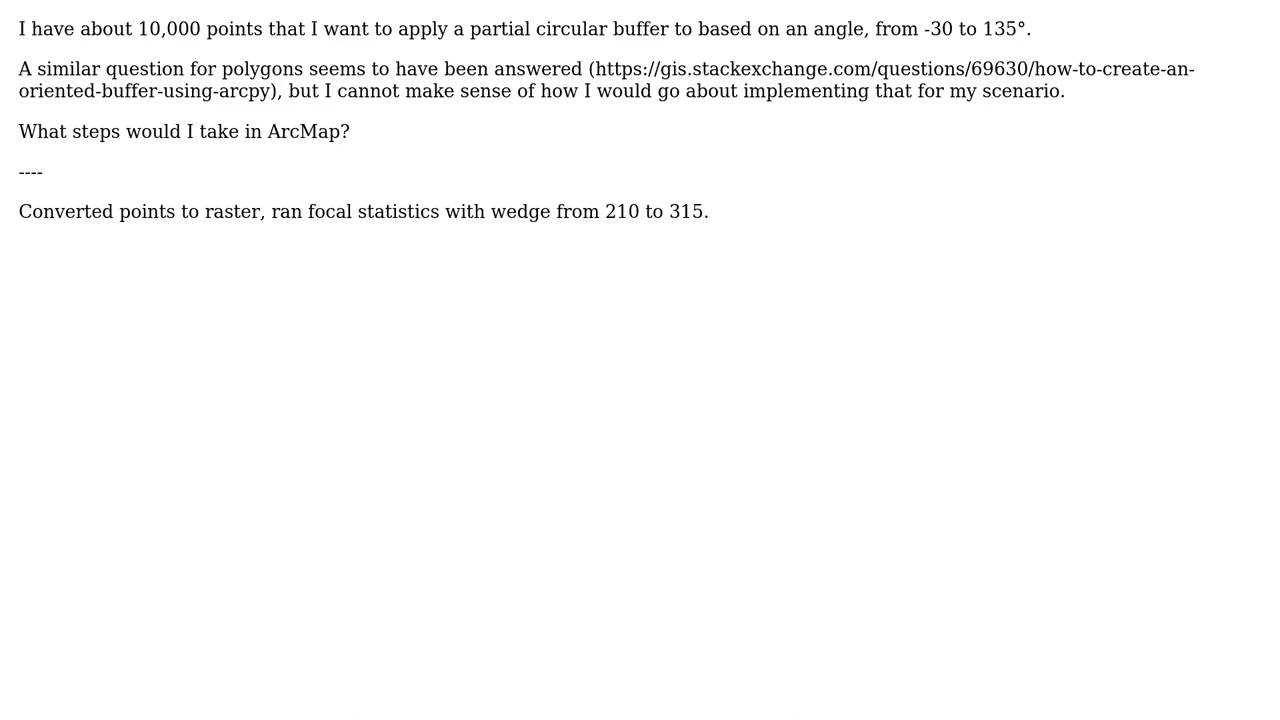 I have about 10,000 points that I want to apply a partial circular buffer to based on an angle, from -30 to 135°.
A similar question for polygons seems to have been answered (https://gis.stackexchange.com/questions/69630/how-to-create-an-
oriented-buffer-using-arcpy), but I cannot make sense of how I would go about implementing that for my scenario.
What steps would I take in ArcMap?
----
Converted points to raster, ran focal statistics with wedge from 210 to 315.